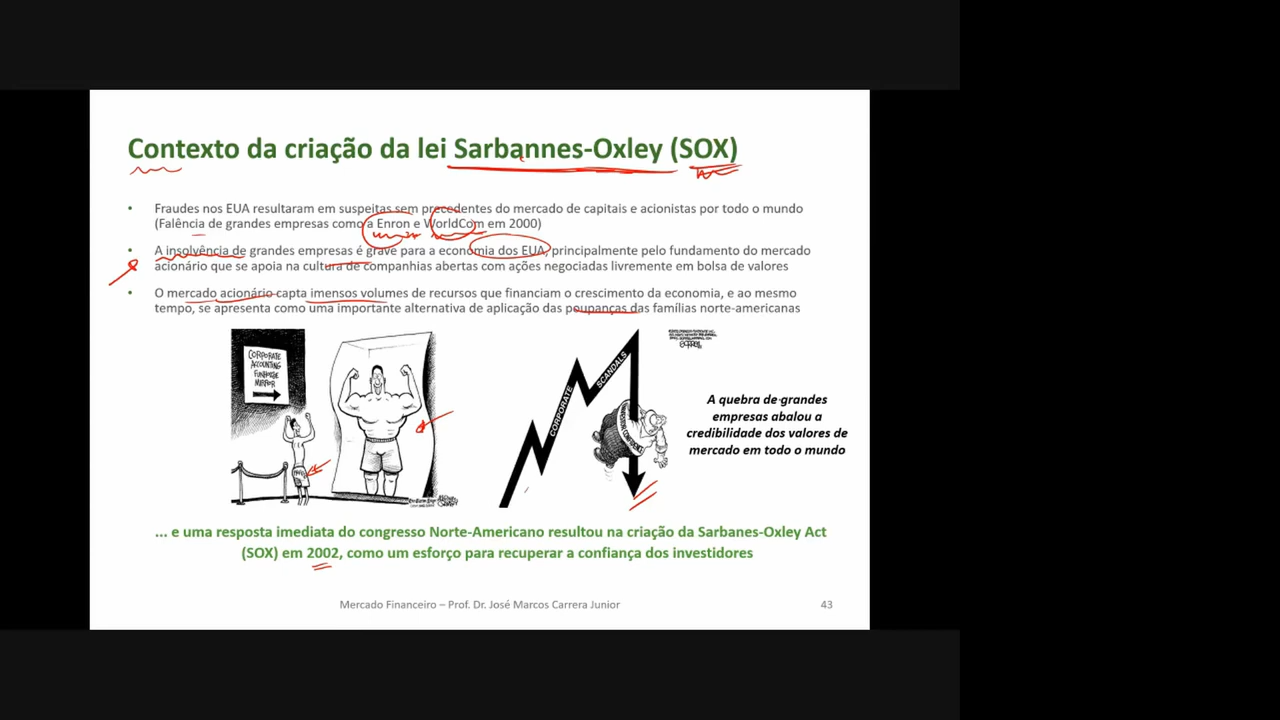 Contexto da criação da lei Sarbannes-Oxley (SOX)
• Fraudes nos EUA resultaram em suspeitas sem precedentes do mercado de capitais e acionistas por todo o mundo
(Falência de grandes empresas como a Enron e WorldCom em 2000)
• A insolvência de grandes empresas é grave para a economia dos EUA, principalmente pelo fundamento do mercado
acionário que se apoia na cultura de companhias abertas com ações negociadas livremente em bolsa de valores
• O mercado acionário capta imensos volumes de recursos que financiam o crescimento da economia, e ao mesmo
tempo, se apresenta como uma importante alternativa de aplicação das poupanças das famílias norte-americanas
CORPORATE
ACCOUNTING
FUNHOUSE
MIRROR
CORPORATE
SCANDALS
A quebra de grandes
empresas abalou a
credibilidade dos valores de
mercado em todo o mundo
... e uma resposta imediata do congresso Norte-Americano resultou na criação da Sarbanes-Oxley Act
(SOX) em 2002, como um esforço para recuperar a confiança dos investidores
Mercado Financeiro – Prof. Dr. José Marcos Carrera Junior
43